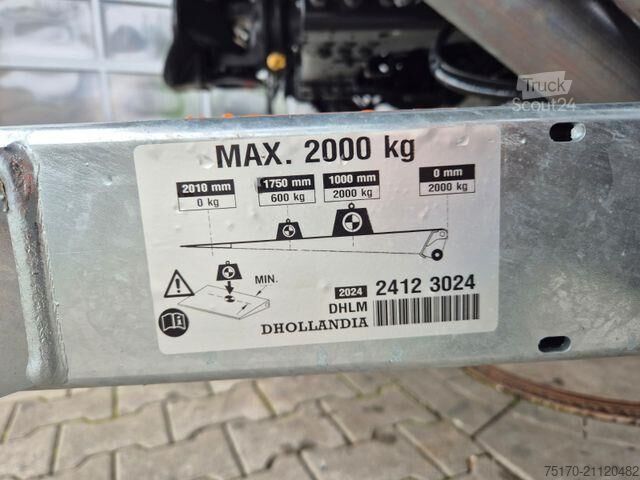 Truck
Scout24
MAX. 2000 kg
2010 mm 1750 mm 1000 mm 0 mm
0 kg 600 kg 2000 kg 2000 kg
MIN.
2024 2412 3024
DHLM
DHOLLANDIA
75170-21120482